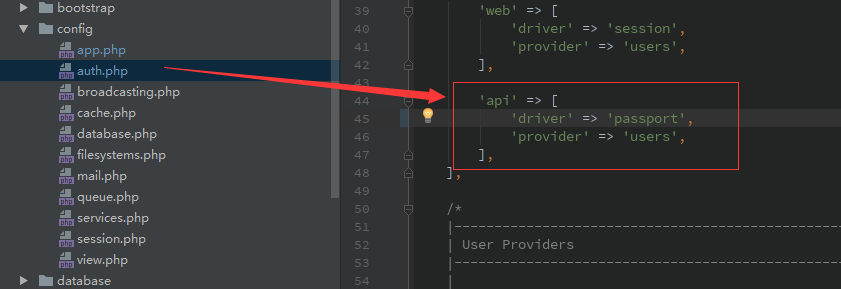 bootstrap
config
app.php
auth.php
broadcasting.php
cache.php
database.php
filesystems.php
mail.php
queue.php
services.php
session.php
view.php
database
39 'web' => [
40 'driver' => 'session',
41 'provider' => 'users',
42 ],
43
44 'api' => [
45 'driver' => 'passport',
46 'provider' => 'users',
47 ],
48 ],
49
50 /*
51 |--------------------------------------------------
52 | User Providers
53 |--------------------------------------------------
54 |